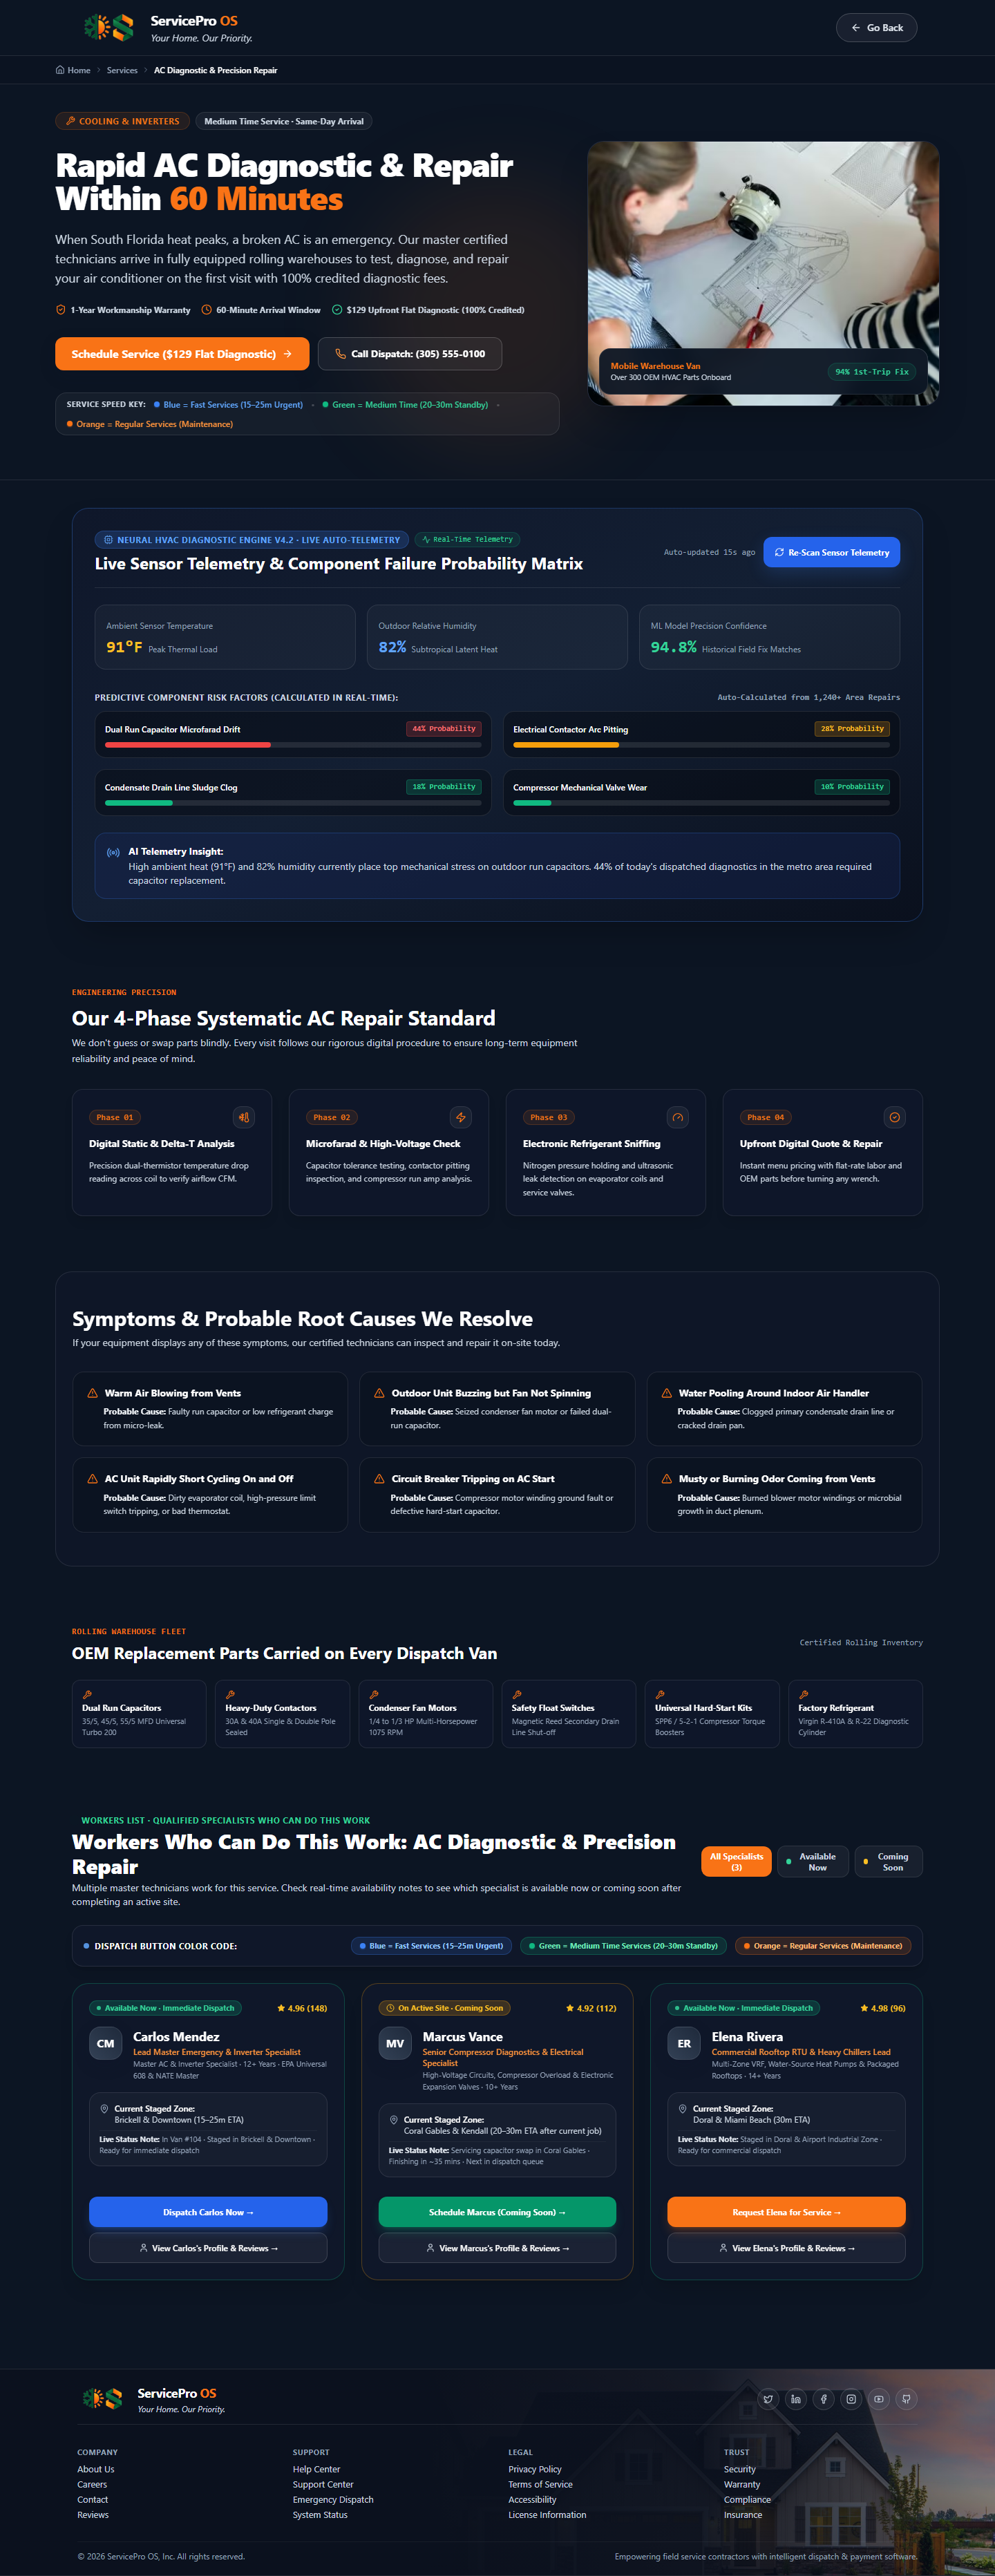 ServicePro OS
Your Home. Our Priority.
Go Back
Home
Services
AC Diagnostic & Precision Repair
COOLING & INVERTERS
Medium Time Service · Same-Day Arrival
Rapid AC Diagnostic & Repair
Within 60 Minutes
When South Florida heat peaks, a broken AC is an emergency. Our master certified
technicians arrive in fully equipped rolling warehouses to test, diagnose, and repair
your air conditioner on the first visit with 100% credited diagnostic fees.
1-Year Workmanship Warranty
60-Minute Arrival Window
$129 Upfront Flat Diagnostic (100% Credited)
Schedule Service ($129 Flat Diagnostic) →
Call Dispatch: (305) 555-0100
Mobile Warehouse Van
Over 300 OEM HVAC Parts Onboard
94% 1st-Trip Fix
SERVICE SPEED KEY:
Blue = Fast Services (15–25m Urgent)
·
Green = Medium Time (20–30m Standby)
·
Orange = Regular Services (Maintenance)
NEURAL HVAC DIAGNOSTIC ENGINE V4.2 · LIVE AUTO-TELEMETRY
Real-Time Telemetry
Live Sensor Telemetry & Component Failure Probability Matrix
Auto-updated 15s ago
Re-Scan Sensor Telemetry
Ambient Sensor Temperature
91°F Peak Thermal Load
Outdoor Relative Humidity
82% Subtropical Latent Heat
ML Model Precision Confidence
94.8% Historical Field Fix Matches
PREDICTIVE COMPONENT RISK FACTORS (CALCULATED IN REAL-TIME):
Auto-Calculated from 1,240+ Area Repairs
Dual Run Capacitor Microfarad Drift
44% Probability
Electrical Contactor Arc Pitting
28% Probability
Condensate Drain Line Sludge Clog
18% Probability
Compressor Mechanical Valve Wear
10% Probability
AI Telemetry Insight:
High ambient heat (91°F) and 82% humidity currently place top mechanical stress on outdoor run capacitors. 44% of today's dispatched diagnostics in the metro area required
capacitor replacement.
ENGINEERING PRECISION
Our 4-Phase Systematic AC Repair Standard
We don't guess or swap parts blindly. Every visit follows our rigorous digital procedure to ensure long-term equipment
reliability and peace of mind.
Phase 01
Digital Static & Delta-T Analysis
Precision dual-thermistor temperature drop
reading across coil to verify airflow CFM.
Phase 02
Microfarad & High-Voltage Check
Capacitor tolerance testing, contactor pitting
inspection, and compressor run amp analysis.
Phase 03
Electronic Refrigerant Sniffing
Nitrogen pressure holding and ultrasonic
leak detection on evaporator coils and
service valves.
Phase 04
Upfront Digital Quote & Repair
Instant menu pricing with flat-rate labor and
OEM parts before turning any wrench.
Symptoms & Probable Root Causes We Resolve
If your equipment displays any of these symptoms, our certified technicians can inspect and repair it on-site today.
Warm Air Blowing from Vents
Probable Cause: Faulty run capacitor or low refrigerant charge
from micro-leak.
Outdoor Unit Buzzing but Fan Not Spinning
Probable Cause: Seized condenser fan motor or failed dual-
run capacitor.
Water Pooling Around Indoor Air Handler
Probable Cause: Clogged primary condensate drain line or
cracked drain pan.
AC Unit Rapidly Short Cycling On and Off
Probable Cause: Dirty evaporator coil, high-pressure limit
switch tripping, or bad thermostat.
Circuit Breaker Tripping on AC Start
Probable Cause: Compressor motor winding ground fault or
defective hard-start capacitor.
Musty or Burning Odor Coming from Vents
Probable Cause: Burned blower motor windings or microbial
growth in duct plenum.
ROLLING WAREHOUSE FLEET
OEM Replacement Parts Carried on Every Dispatch Van
Certified Rolling Inventory
Dual Run Capacitors
35/5, 45/5, 55/5 MFD Universal
Turbo 200
Heavy-Duty Contactors
30A & 40A Single & Double Pole
Sealed
Condenser Fan Motors
1/4 to 1/3 HP Multi-Horsepower
1075 RPM
Safety Float Switches
Magnetic Reed Secondary Drain
Line Shut-off
Universal Hard-Start Kits
SPP6 / 5-2-1 Compressor Torque
Boosters
Factory Refrigerant
Virgin R-410A & R-22 Diagnostic
Cylinder
WORKERS LIST · QUALIFIED SPECIALISTS WHO CAN DO THIS WORK
Workers Who Can Do This Work: AC Diagnostic & Precision
Repair
Multiple master technicians work for this service. Check real-time availability notes to see which specialist is available now or coming soon after
completing an active site.
All Specialists
(3)
Available
Now
Coming
Soon
DISPATCH BUTTON COLOR CODE:
Blue = Fast Services (15–25m Urgent)
Green = Medium Time Services (20–30m Standby)
Orange = Regular Services (Maintenance)
Available Now · Immediate Dispatch
4.96 (148)
CM
Carlos Mendez
Lead Master Emergency & Inverter Specialist
Master AC & Inverter Specialist · 12+ Years · EPA Universal
608 & NATE Master
Current Staged Zone:
Brickell & Downtown (15–25m ETA)
Live Status Note: In Van #104 · Staged in Brickell & Downtown ·
Ready for immediate dispatch
Dispatch Carlos Now →
View Carlos's Profile & Reviews →
On Active Site · Coming Soon
4.92 (112)
MV
Marcus Vance
Senior Compressor Diagnostics & Electrical
Specialist
High-Voltage Circuits, Compressor Overload & Electronic
Expansion Valves · 10+ Years
Current Staged Zone:
Coral Gables & Kendall (20–30m ETA after current job)
Live Status Note: Servicing capacitor swap in Coral Gables ·
Finishing in ~35 mins · Next in dispatch queue
Schedule Marcus (Coming Soon) →
View Marcus's Profile & Reviews →
Available Now · Immediate Dispatch
4.98 (96)
ER
Elena Rivera
Commercial Rooftop RTU & Heavy Chillers Lead
Multi-Zone VRF, Water-Source Heat Pumps & Packaged
Rooftops · 14+ Years
Current Staged Zone:
Doral & Miami Beach (30m ETA)
Live Status Note: Staged in Doral & Airport Industrial Zone ·
Ready for commercial dispatch
Request Elena for Service →
View Elena's Profile & Reviews →
ServicePro OS
Your Home. Our Priority.
COMPANY
About Us
Careers
Contact
Reviews
SUPPORT
Help Center
Support Center
Emergency Dispatch
System Status
LEGAL
Privacy Policy
Terms of Service
Accessibility
License Information
TRUST
Security
Warranty
Compliance
Insurance
© 2026 ServicePro OS, Inc. All rights reserved.
Empowering field service contractors with intelligent dispatch & payment software.